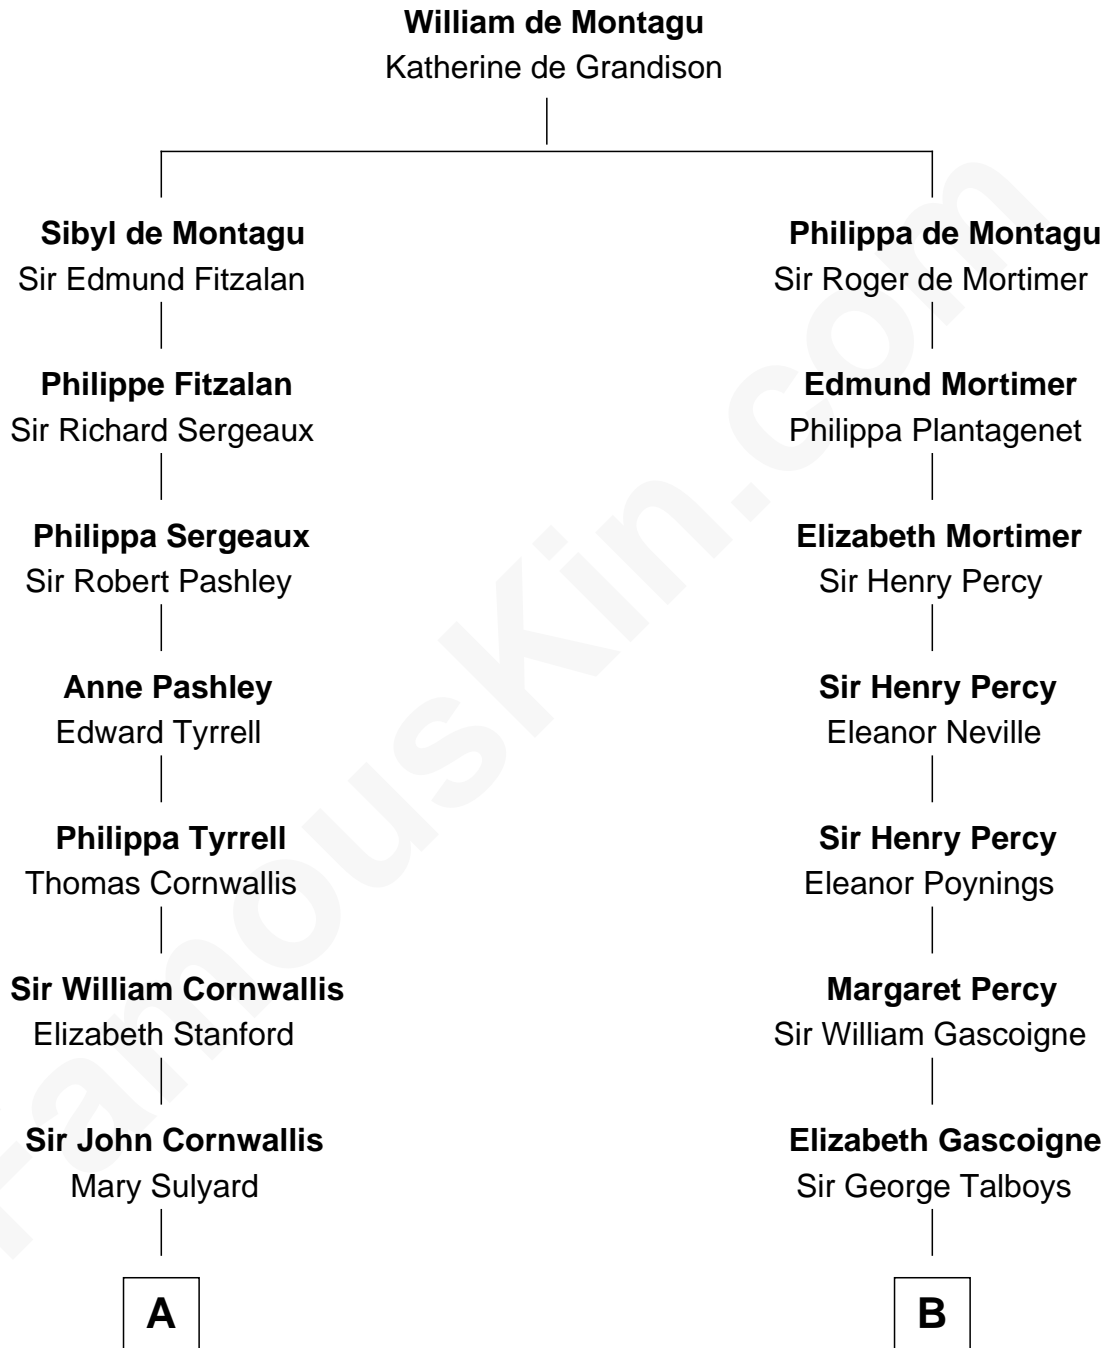 William de Montagu
Katherine de Grandison
Sibyl de Montagu
Sir Edmund Fitzalan
Philippa de Montagu
Sir Roger de Mortimer
Philippe Fitzalan
Sir Richard Sergeaux
Edmund Mortimer
Philippa Plantagenet
Philippa Sergeaux
Sir Robert Pashley
Elizabeth Mortimer
Sir Henry Percy
Anne Pashley
Edward Tyrrell
Sir Henry Percy
Eleanor Neville
Philippa Tyrrell
Thomas Cornwallis
Sir Henry Percy
Eleanor Poynings
Sir William Cornwallis
Elizabeth Stanford
Margaret Percy
Sir William Gascoigne
Sir John Cornwallis
Mary Sulyard
Elizabeth Gascoigne
Sir George Talboys
A
B
FamousKin.com